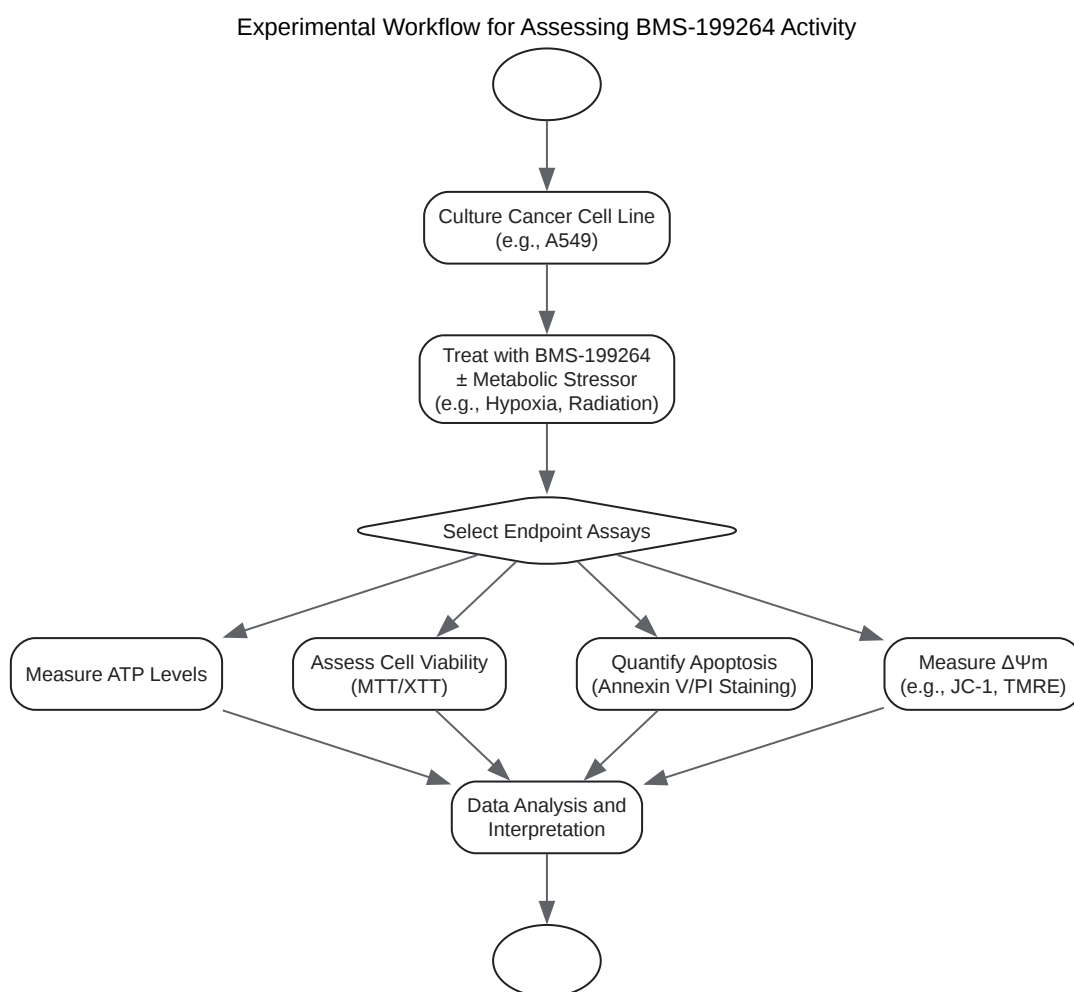 Experimental Workflow for Assessing BMS-199264 Activity
Culture Cancer Cell Line
(e.g., A549)
Treat with BMS-199264
± Metabolic Stressor
(e.g., Hypoxia, Radiation)
Select Endpoint Assays
Measure ATP Levels
Assess Cell Viability
(MTT/XTT)
Quantify Apoptosis
(Annexin V/PI Staining)
Measure ΔΨm
(e.g., JC-1, TMRE)
Data Analysis and
Interpretation